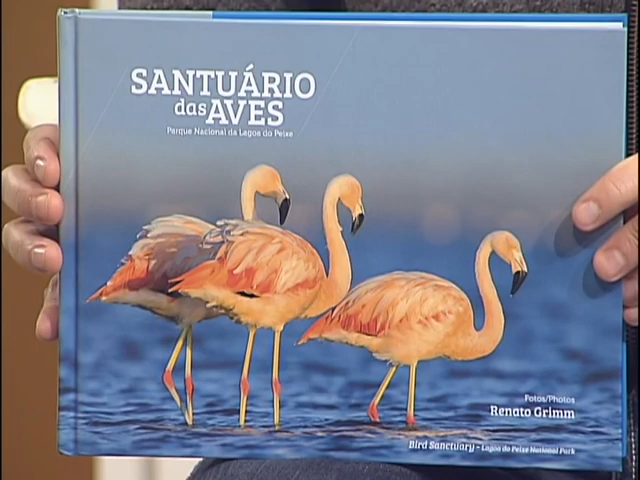 SANTUÁRIO
das AVES
Parque Nacional da Lagoa do Peixe
Fotos/Photos
Renato Grimm
Bird Sanctuary - Lagoa do Peixe National Park